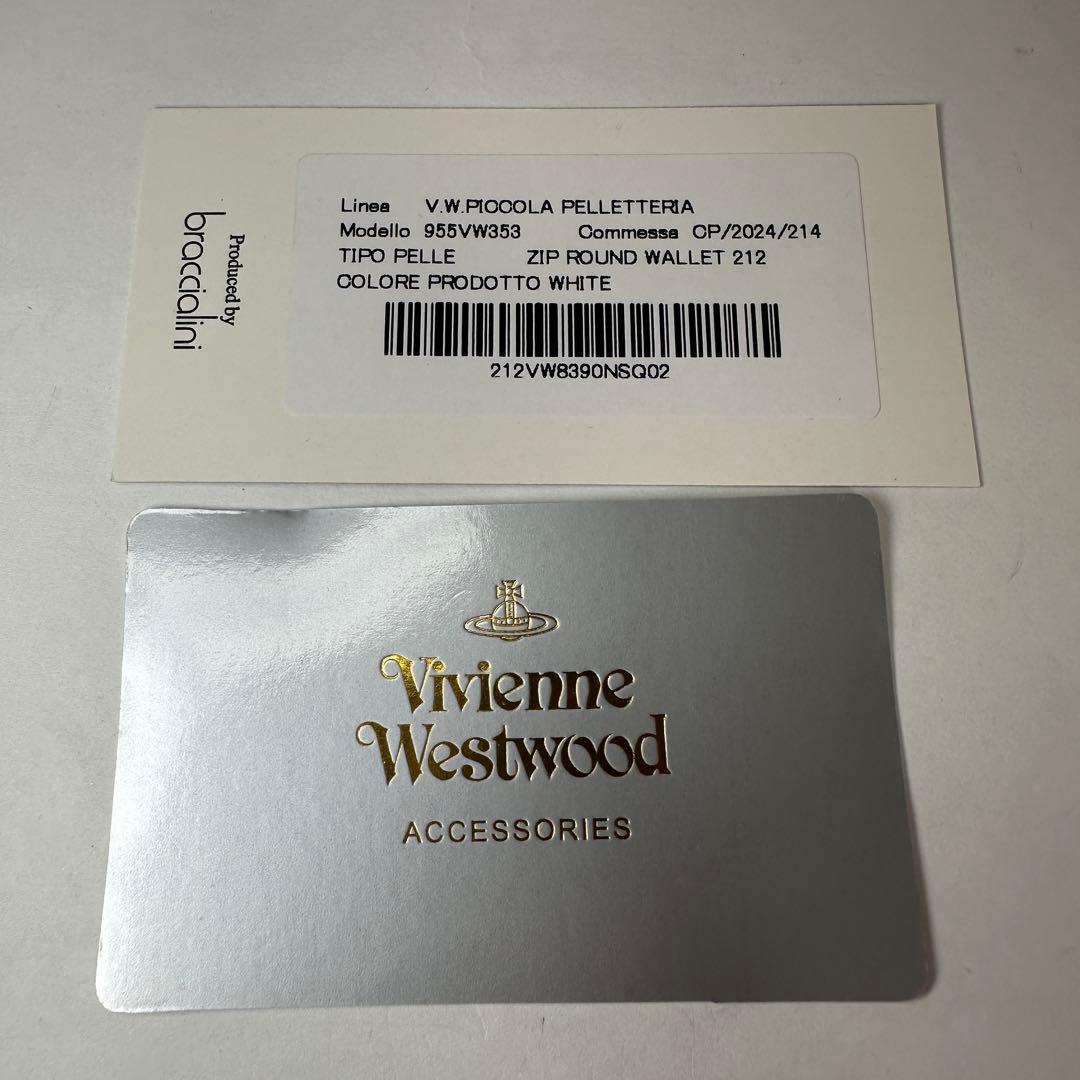 Produced by
braccialini
Linea V.W.PICCOLA PELLETTERIA
Modello 955VW353 Commessa CP/2024/214
TIPO PELLE ZIP ROUND WALLET 212
COLORE PRODOTTO WHITE
212VW8390NSQ02
Vivienne
Westwood
ACCESSORIES